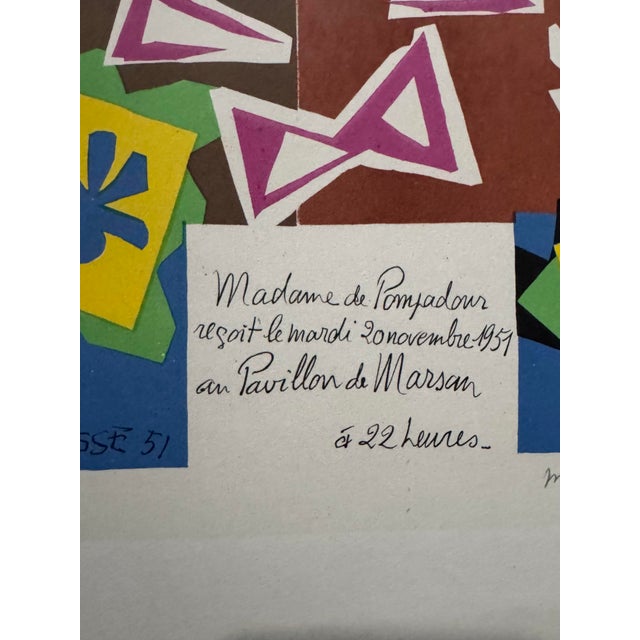 Madame de Pompadour
reçoit le mardi 20 novembre 1951
au Pavillon de Marsan
à 22 heures_
SSE 51